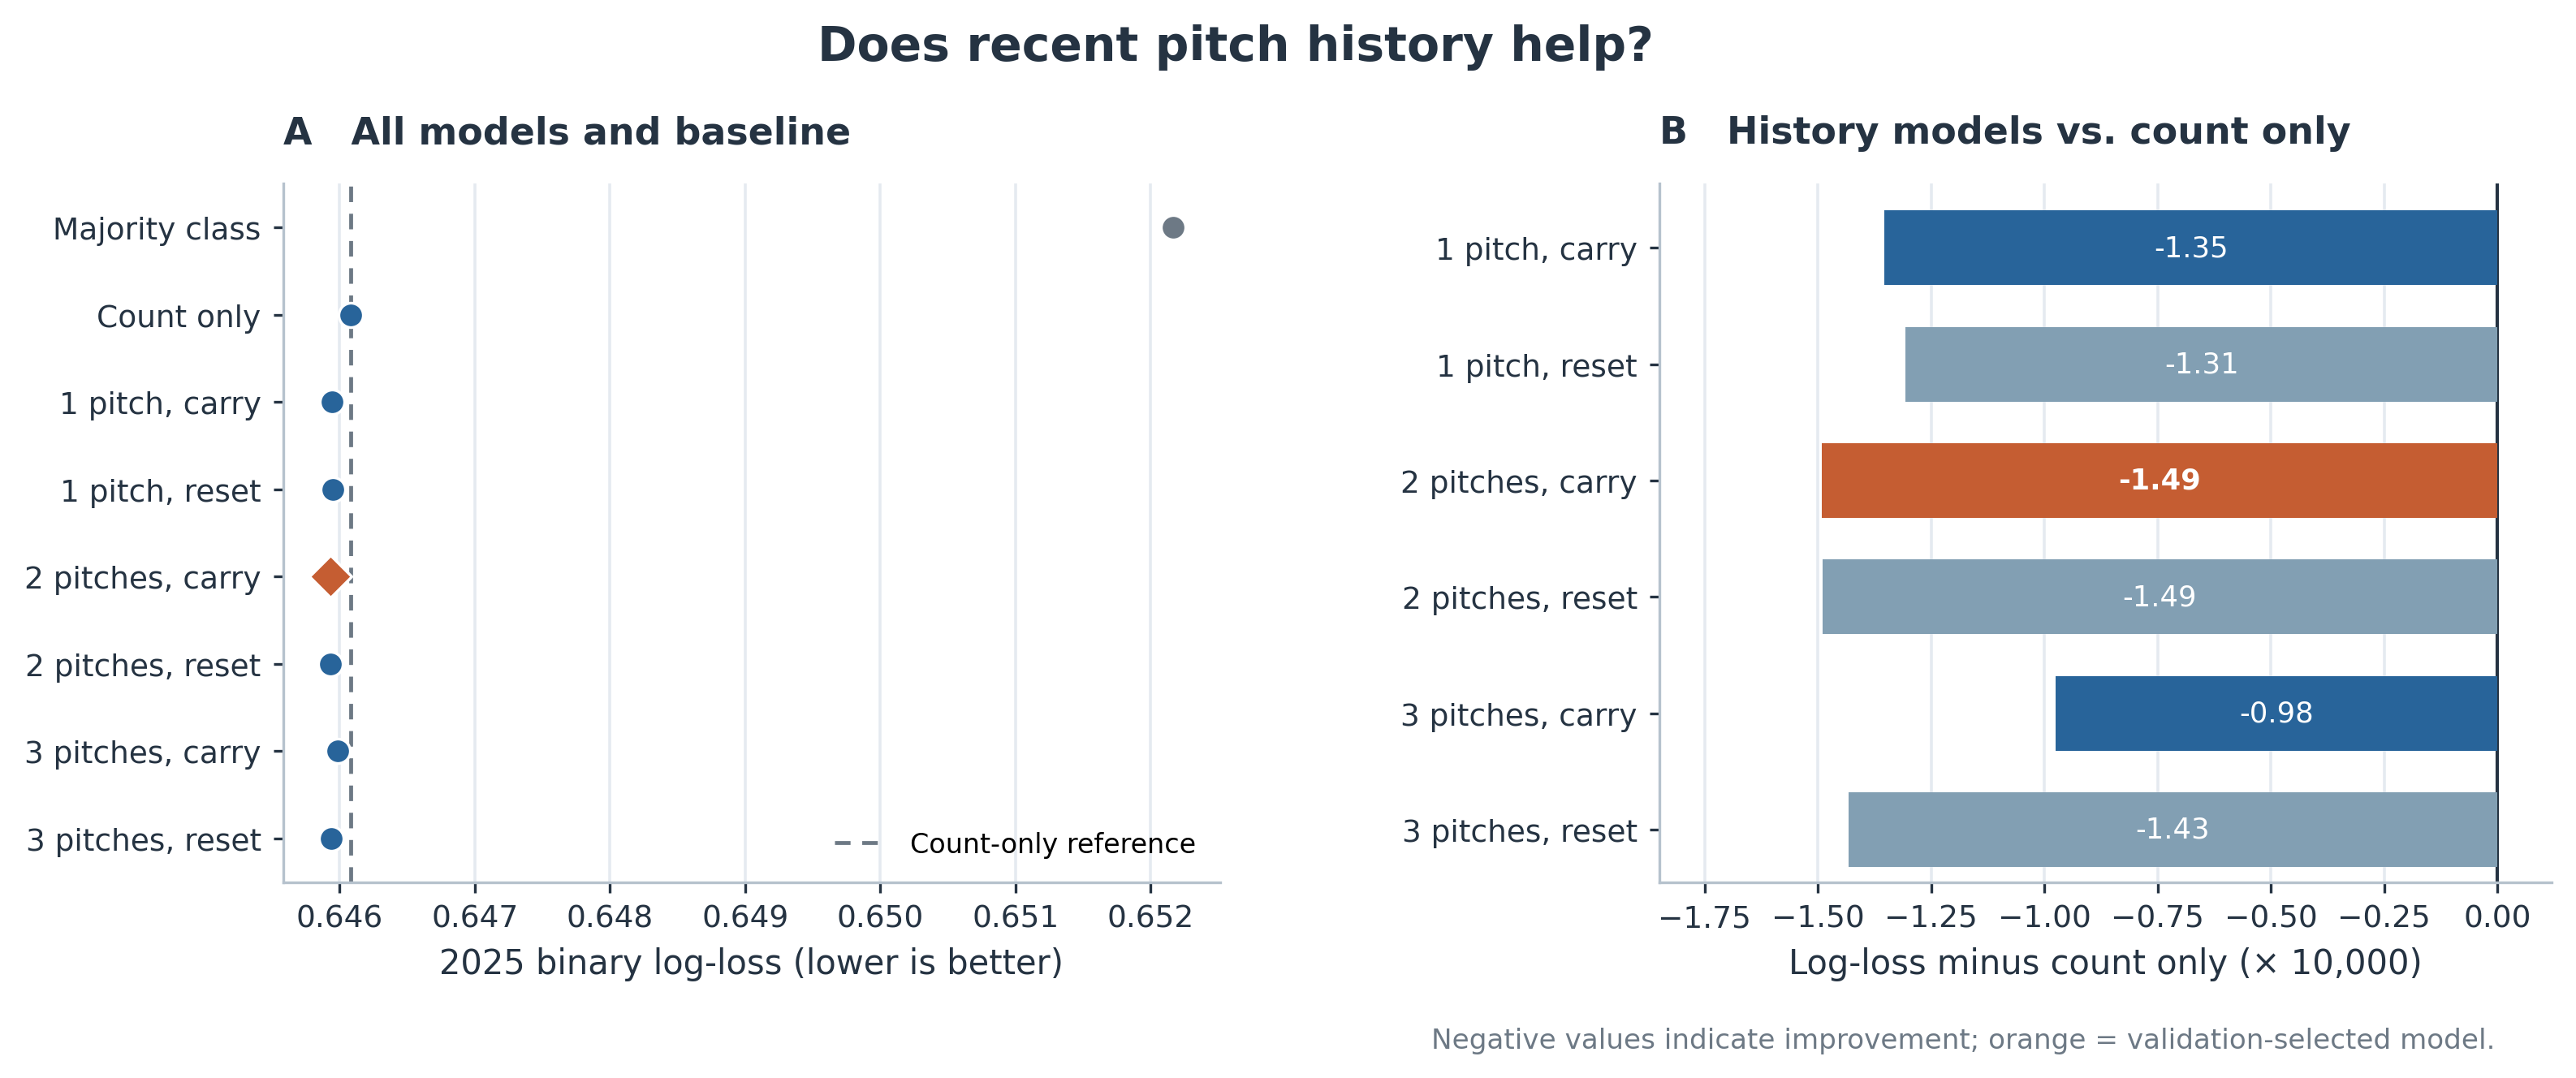 Does recent pitch history help?
A All models and baseline
Majority class
Count only
1 pitch, carry
1 pitch, reset
2 pitches, carry
2 pitches, reset
3 pitches, carry
3 pitches, reset
Count-only reference
0.646 0.647 0.648 0.649 0.650 0.651 0.652
2025 binary log-loss (lower is better)
B History models vs. count only
1 pitch, carry
-1.35
1 pitch, reset
-1.31
2 pitches, carry
-1.49
2 pitches, reset
-1.49
3 pitches, carry
-0.98
3 pitches, reset
-1.43
−1.75 −1.50 −1.25 −1.00 −0.75 −0.50 −0.25 0.00
Log-loss minus count only (× 10,000)
Negative values indicate improvement; orange = validation-selected model.